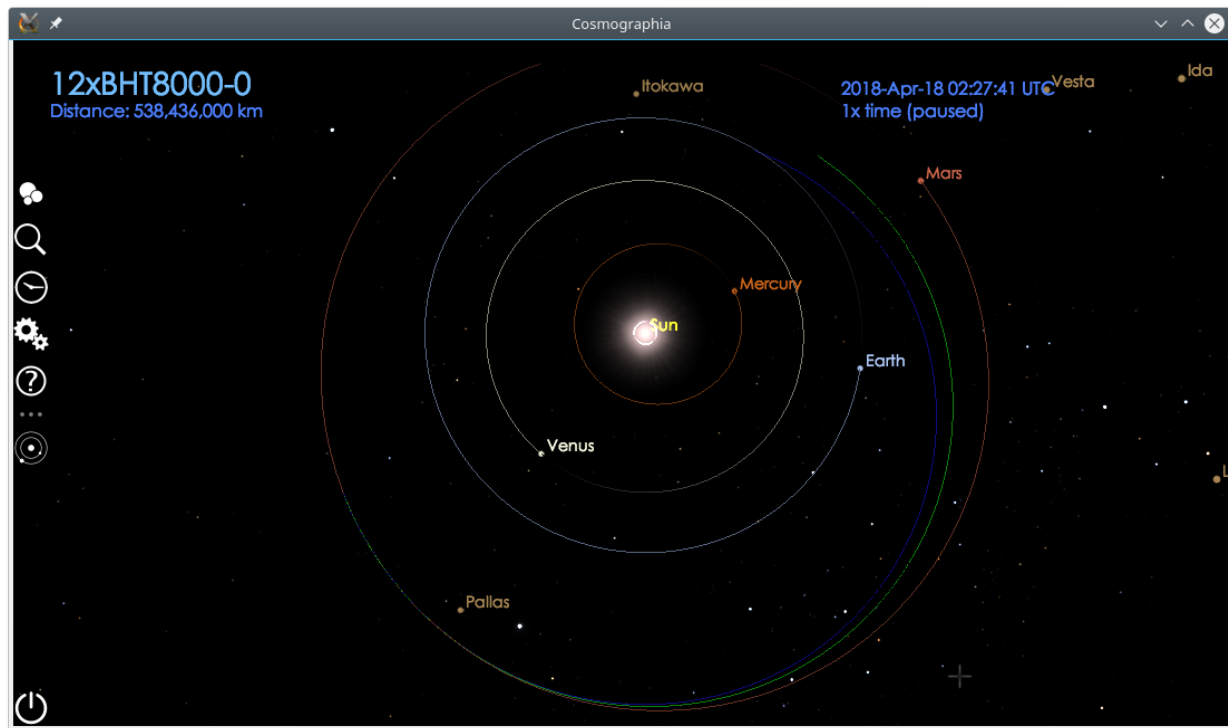 Cosmographia
12xBHT8000-0
Distance: 538,436,000 km
2018-Apr-18 02:27:41 UTC
1x time (paused)
Itokawa
Vesta
Ida
Mars
Mercury
Sun
Earth
Venus
L
Pallas